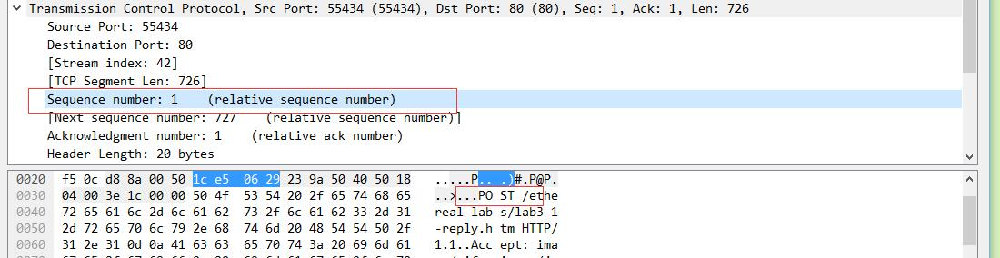 Transmission Control Protocol, Src Port: 55434 (55434), Dst Port: 80 (80), Seq: 1, Ack: 1, Len: 726
Source Port: 55434
Destination Port: 80
[Stream index: 42]
[TCP Segment Len: 726]
Sequence number: 1    (relative sequence number)
[Next sequence number: 727    (relative sequence number)]
Acknowledgment number: 1    (relative ack number)
Header Length: 20 bytes
0020  f5 0c d8 8a 00 50 1c e5  06 29 23 9a 50 40 50 18   .....P.. .)#.P@P.
0030  04 00 3e 1c 00 00 50 4f  53 54 20 2f 65 74 68 65   ..>...PO ST /ethe
0040  72 65 61 6c 2d 6c 61 62  73 2f 6c 61 62 33 2d 31   real-lab s/lab3-1
0050  2d 72 65 70 6c 79 2e 68  74 6d 20 48 54 54 50 2f   -reply.h tm HTTP/
0060  31 2e 31 0d 0a 41 63 63  65 70 74 3a 20 69 6d 61   1.1..Acc ept: ima